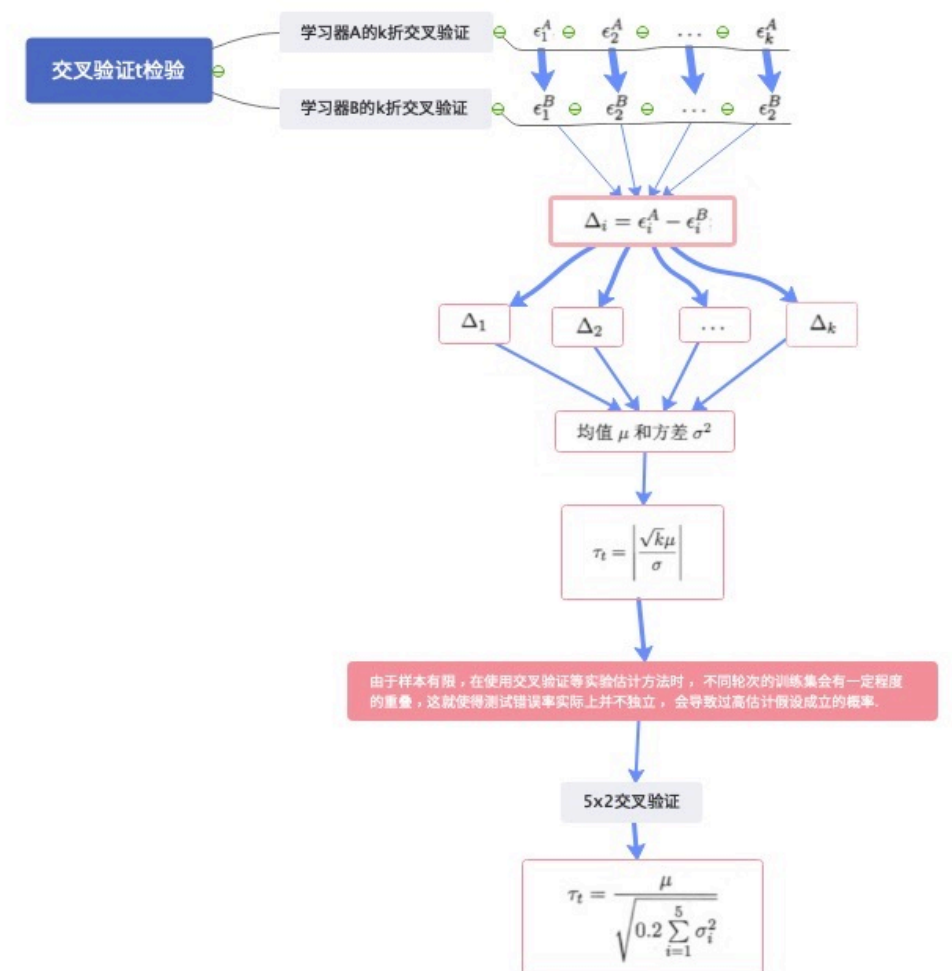 学习器A的k折交叉验证 ϵ₁ᴬ ϵ₂ᴬ ... ϵₖᴬ
交叉验证t检验
学习器B的k折交叉验证 ϵ₁ᴮ ϵ₂ᴮ ... ϵ₂ᴮ
Δᵢ = ϵᵢᴬ − ϵᵢᴮ
Δ₁ Δ₂ ... Δₖ
均值 μ 和方差 σ²
τₜ = |√kμ / σ|
由于样本有限，在使用交叉验证等实验估计方法时，不同轮次的训练集会有一定程度
的重叠，这就使得测试错误率实际上并不独立，会导致过高估计假设成立的概率.
5x2交叉验证
τₜ = μ / √(0.2 ∑ᵢ₌₁⁵ σᵢ²)